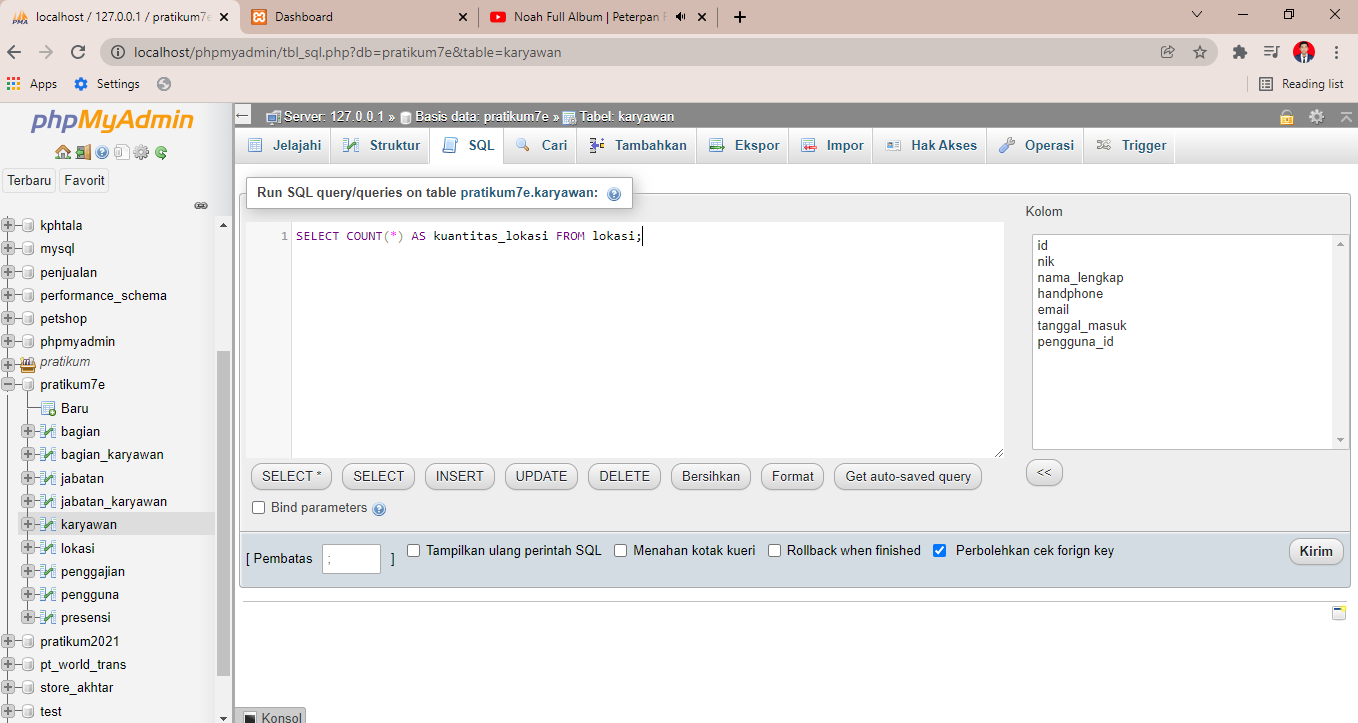 localhost / 127.0.0.1 / pratikum7e
Dashboard
Noah Full Album | Peterpan F
localhost/phpmyadmin/tbl_sql.php?db=pratikum7e&table=karyawan
Apps
Settings
Reading list
phpMyAdmin
Terbaru
Favorit
kphtala
mysql
penjualan
performance_schema
petshop
phpmyadmin
pratikum
pratikum7e
Baru
bagian
bagian_karyawan
jabatan
jabatan_karyawan
karyawan
lokasi
penggajian
pengguna
presensi
pratikum2021
pt_world_trans
store_akhtar
test
Server: 127.0.0.1 » Basis data: pratikum7e » Tabel: karyawan
Jelajahi
Struktur
SQL
Cari
Tambahkan
Ekspor
Impor
Hak Akses
Operasi
Trigger
Run SQL query/queries on table pratikum7e.karyawan:
1 SELECT COUNT(*) AS kuantitas_lokasi FROM lokasi;
Kolom
id
nik
nama_lengkap
handphone
email
tanggal_masuk
pengguna_id
SELECT *
SELECT
INSERT
UPDATE
DELETE
Bersihkan
Format
Get auto-saved query
<<
Bind parameters
[ Pembatas ; ]
Tampilkan ulang perintah SQL
Menahan kotak kueri
Rollback when finished
Perbolehkan cek forign key
Kirim
Konsol